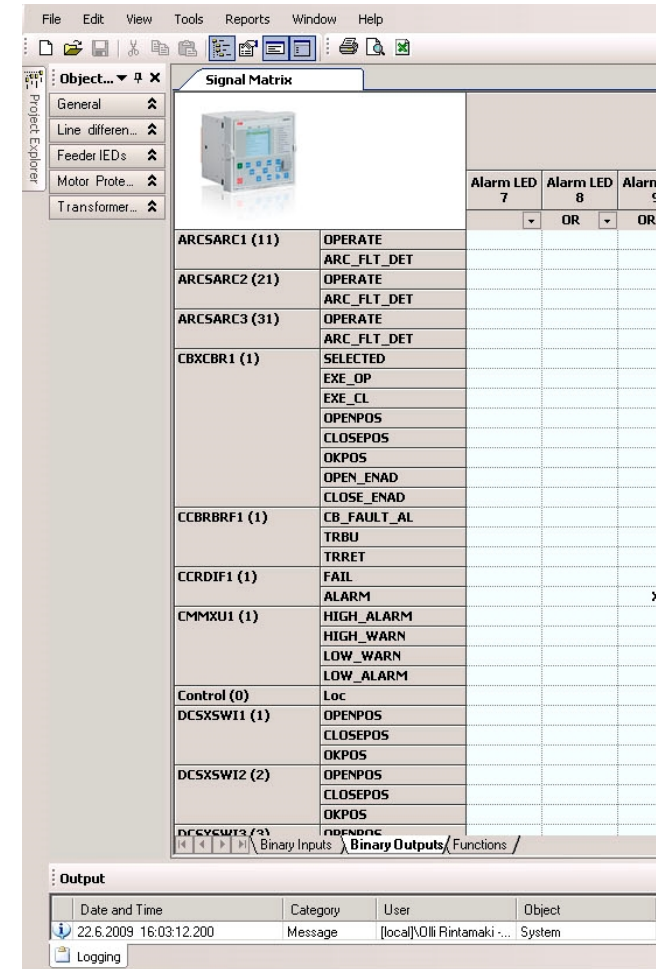 File Edit View Tools Reports Window Help
Object...
Signal Matrix
Project Explorer
General
Line differen...
Feeder IEDs
Motor Prote...
Transformer...
Alarm LED 7
Alarm LED 8
Alarm
OR
OR
ARCSARC1 (11) OPERATE
ARC_FLT_DET
ARCSARC2 (21) OPERATE
ARC_FLT_DET
ARCSARC3 (31) OPERATE
ARC_FLT_DET
CBXCBR1 (1) SELECTED
EXE_OP
EXE_CL
OPENPOS
CLOSEPOS
OKPOS
OPEN_ENAD
CLOSE_ENAD
CCBRBRF1 (1) CB_FAULT_AL
TRBU
TRRET
CCRDIF1 (1) FAIL
ALARM
CMMXU1 (1) HIGH_ALARM
HIGH_WARN
LOW_WARN
LOW_ALARM
Control (0) Loc
DCSXSWI1 (1) OPENPOS
CLOSEPOS
OKPOS
DCSXSWI2 (2) OPENPOS
CLOSEPOS
OKPOS
DCSXSWI3 (3) OPENPOS
Binary Inputs Binary Outputs Functions
Output
Date and Time Category User Object
22.6.2009 16:03:12.200 Message [local]\Olli Rintamaki -... System
Logging